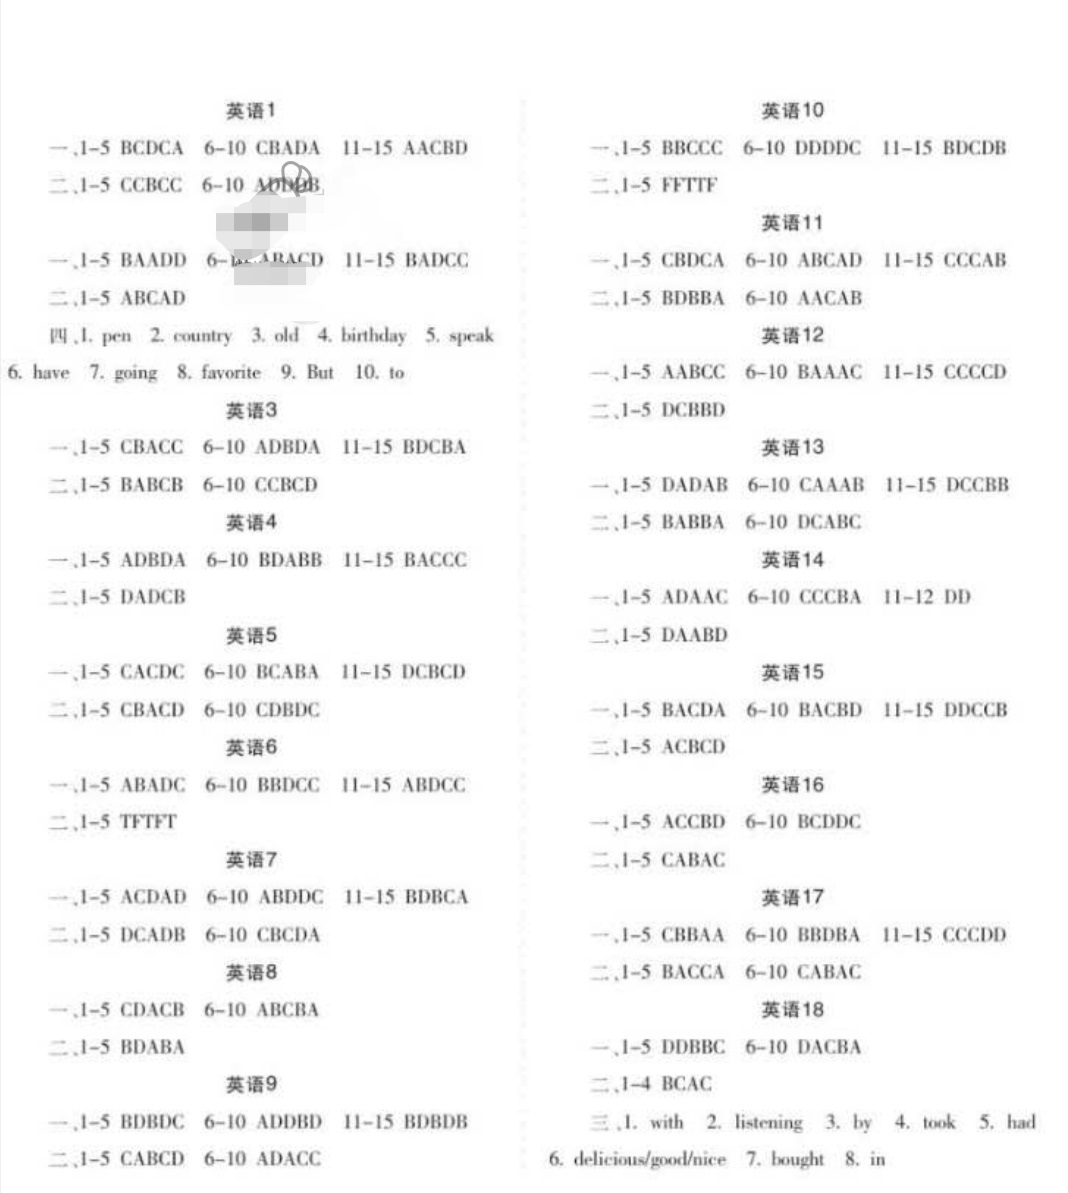 英语1
一、1-5 BCDCA 6-10 CBADA 11-15 AACBD
二、1-5 CCBCC 6-10 ADDDB
一、1-5 BAADD ABACD 11-15 BADCC
二、1-5 ABCAD
四、1. pen 2. country 3. old 4. birthday 5. speak
6. have 7. going 8. favorite 9. But 10. to
英语3
一、1-5 CBACC 6-10 ADBDA 11-15 BDCBA
二、1-5 BABCB 6-10 CCBCD
英语4
一、1-5 ADBDA 6-10 BDABB 11-15 BACCC
二、1-5 DADCB
英语5
一、1-5 CACDC 6-10 BCABA 11-15 DCBCD
二、1-5 CBACD 6-10 CDBDC
英语6
一、1-5 ABADC 6-10 BBDCC 11-15 ABDCC
二、1-5 TFTFT
英语7
一、1-5 ACDAD 6-10 ABDDC 11-15 BDBCA
二、1-5 DCADB 6-10 CBCDA
英语8
一、1-5 CDACB 6-10 ABCBA
二、1-5 BDABA
英语9
一、1-5 BDBDC 6-10 ADDBD 11-15 BDBDB
二、1-5 CABCD 6-10 ADACC
英语10
一、1-5 BBCCC 6-10 DDDDC 11-15 BDCDB
二、1-5 FFTTF
英语11
一、1-5 CBDCA 6-10 ABCAD 11-15 CCCAB
二、1-5 BDBBA 6-10 AACAB
英语12
一、1-5 AABCC 6-10 BAAAC 11-15 CCCCD
二、1-5 DCBBD
英语13
一、1-5 DADAB 6-10 CAAAB 11-15 DCCBB
二、1-5 BABBA 6-10 DCABC
英语14
一、1-5 ADAAC 6-10 CCCBA 11-12 DD
二、1-5 DAABD
英语15
一、1-5 BACDA 6-10 BACBD 11-15 DDCCB
二、1-5 ACBCD
英语16
一、1-5 ACCBD 6-10 BCDDC
二、1-5 CABAC
英语17
一、1-5 CBBAA 6-10 BBDBA 11-15 CCCDD
二、1-5 BACCA 6-10 CABAC
英语18
一、1-5 DDBBC 6-10 DACBA
二、1-4 BCAC
三、1. with 2. listening 3. by 4. took 5. had
6. delicious/good/nice 7. bought 8. in